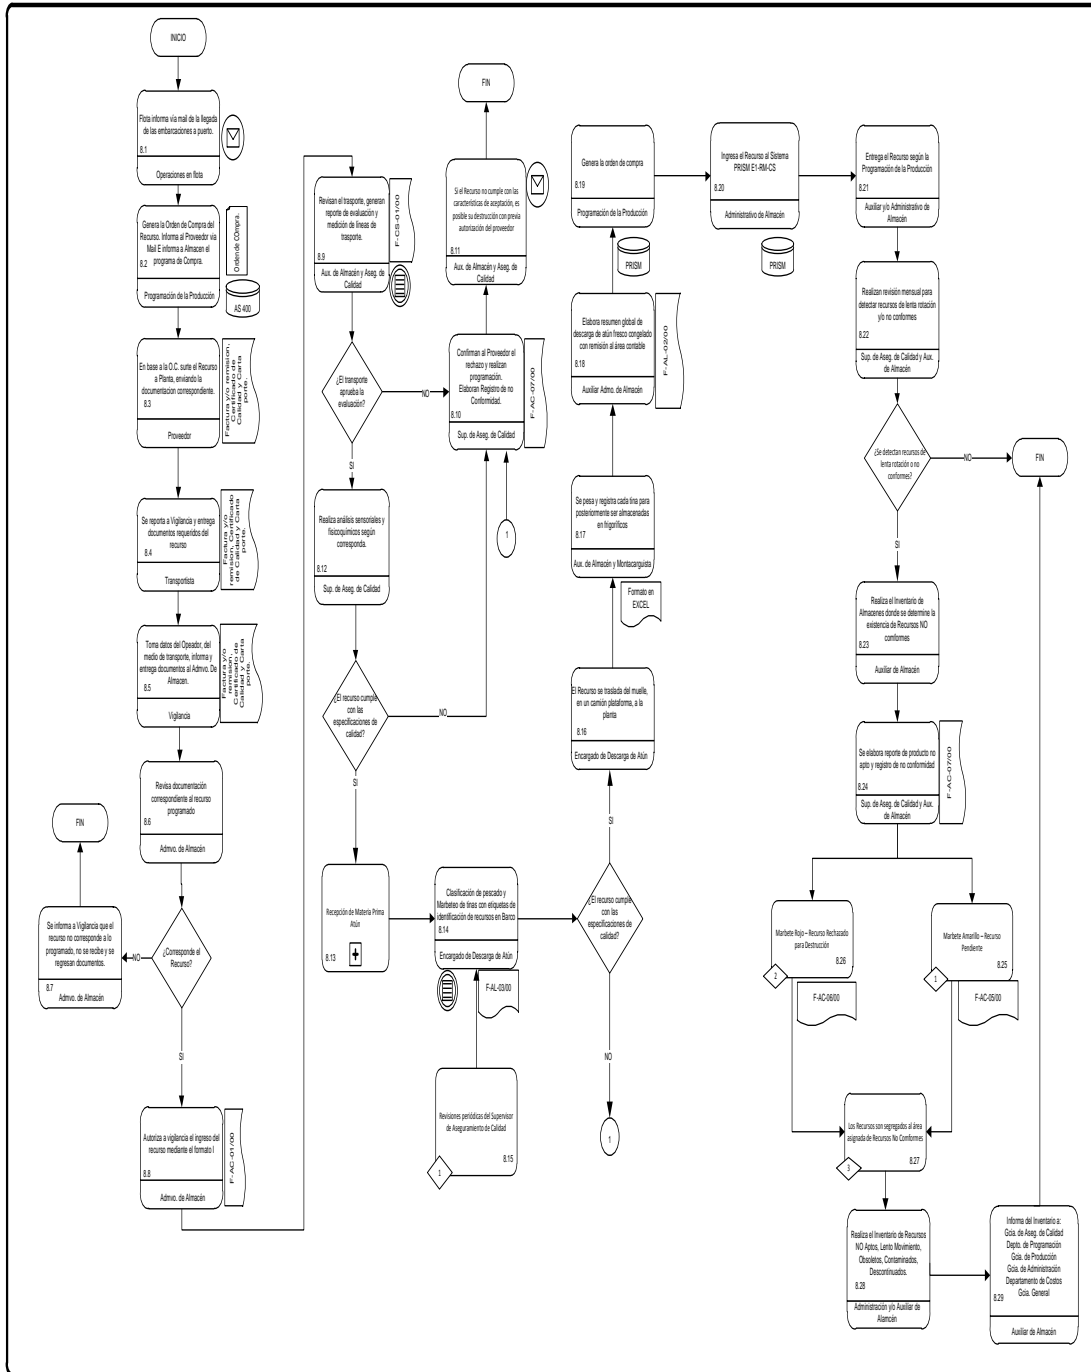 INICIO
Flota informa vía mail de la llegada
de las embarcaciones a puerto.
8.1
Operaciones en flota
Genera la Orden de Compra del
Recurso. Informa al Proveedor vía
Mail E informa a Almacen el
programa de Compra.
8.2
Programación de la Producción
Orden de COmpra.
AS 400
En base a la O.C. surte el Recurso
a Planta, enviando la
documentación correspondiente.
8.3
Proveedor
Factura y/o remision,
Certificado de
Calidad y Carta
porte.
Se reporta a Vigilancia y entrega
documentos requeridos del
recurso
8.4
Transportista
Factura y/o
remision, Certificado
de Calidad y Carta
porte.
Toma datos del Opeador, del
medio de transporte, informa y
entrega documentos al Admvo. De
Almacen.
8.5
Vigilancia
Factura y/o
remision,
Certificado de
Calidad y Carta
porte.
Revisa documentación
correspondiente al recurso
programado
8.6
Admvo. de Almacén
FIN
Se informa a Vigilancia que el
recurso no corresponde a lo
programado, no se recibe y se
regresan documentos.
8.7
Admvo. de Almacén
NO
¿Corresponde el
Recurso?
SI
Autoriza a vigilancia el ingreso del
recurso mediante el formato I
8.8
Admvo. de Almacén
F-AC-01/00
Revisan el trasporte, generan
reporte de evaluación y
medición de líneas de
trasporte.
8.9
Aux. de Almacén y Aseg. de
Calidad
F-CS-01/00
¿El transporte
aprueba la
evaluación?
NO
SI
FIN
Si el Recurso no cumple con las
características de aceptación, es
posible su destrucción con previa
autorización del proveedor
8.11
Aux. de Almacén y Aseg. de
Calidad
Confirman al Proveedor el
rechazo y realizan
programación.
Elaboran Registro de no
Conformidad.
8.10
Sup. de Aseg. de Calidad
F-AC-07/00
1
Realiza análisis sensoriales y
fisicoquímicos según
corresponda.
8.12
Sup. de Aseg. de Calidad
¿El recurso cumple
con las
especificaciones de
calidad?
NO
SI
Recepción de Materia Prima
Atún
8.13
Clasificación de pescado y
Marbeteo de tinas con etiquetas de
identificación de recursos en Barco
8.14
Encargado de Descarga de Atún
F-AL-03/00
Revisiones periódicas del Supervisor
de Aseguramiento de Calidad
8.15
1
¿El recurso cumple
con las
especificaciones de
calidad?
SI
NO
1
El Recurso se traslada del muelle,
en un camión plataforma, a la
planta
8.16
Encargado de Descarga de Atún
Formato en
EXCEL
Se pesa y registra cada tina para
posteriormente ser almacenadas
en frigoríficos
8.17
Aux. de Almacén y Montacarguista
Elabora resumen global de
descarga de atún fresco congelado
con remisión al área contable
8.18
Auxiliar Admo. de Almacén
F-AL-02/00
Genera la orden de compra
8.19
Programación de la Producción
PRISM
Ingresa el Recurso al Sistema
PRISM E1-RM-CS
8.20
Administrativo de Almacén
PRISM
Entrega el Recurso según la
Programación de la Producción
8.21
Auxiliar y/o Administrativo de
Almacén
Realizan revisión mensual para
detectar recursos de lenta rotación
y/o no conformes
8.22
Sup. de Aseg. de Calidad y Aux.
de Almacén
¿Se detectan recursos de
lenta rotación o no
conformes?
NO
FIN
SI
Realiza el Inventario de
Almacenes donde se determina la
existencia de Recursos NO
comformes
8.23
Auxiliar de Almacén
Se elabora reporte de producto no
apto y registro de no conformidad
8.24
Sup. de Aseg. de Calidad y Aux.
de Almacén
F-AC-07/00
Marbete Rojo – Recurso Rechazado
para Destrucción
8.26
2
F-AC-06/00
Marbete Amarillo – Recurso
Pendiente
8.25
1
F-AC-05/00
Los Recursos son segregados al área
asignada de Recursos No Comformes
8.27
3
Realiza el Inventario de Recursos
NO Aptos, Lento Movimiento,
Obsoletos, Contaminados,
Descontinuados.
8.28
Administración y/o Auxiliar de
Alamcén
Informa del Inventario a:
Gcia. de Aseg. de Calidad
Depto. de Programación
Gcia. de Producción
Gcia. de Administración
Departamento de Costos
Gcia. General
8.29
Auxiliar de Almacén